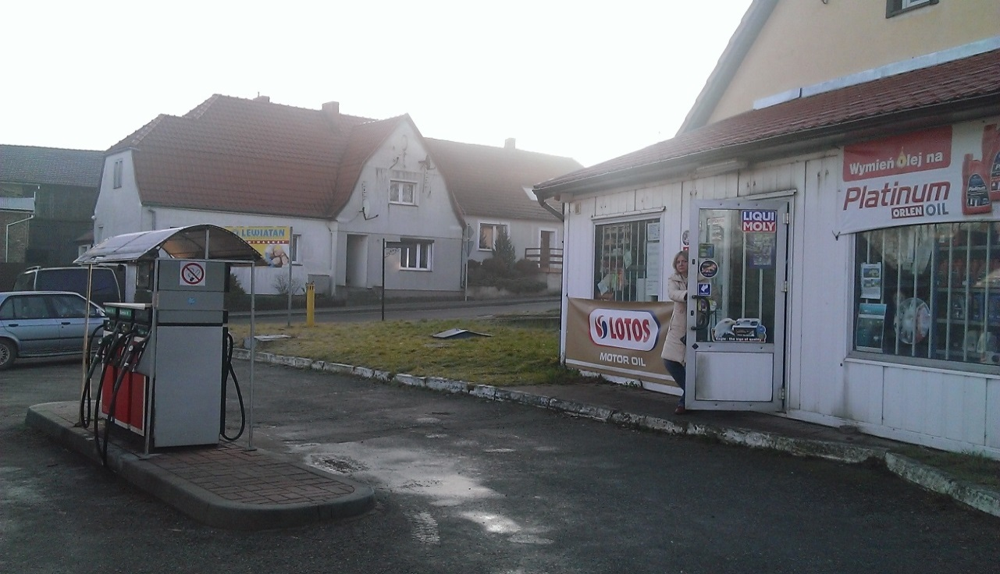 LEWIATAN
LIQUI
MOLY
Wymień olej na
Platinum
ORLEN OIL
LOTOS
MOTOR OIL